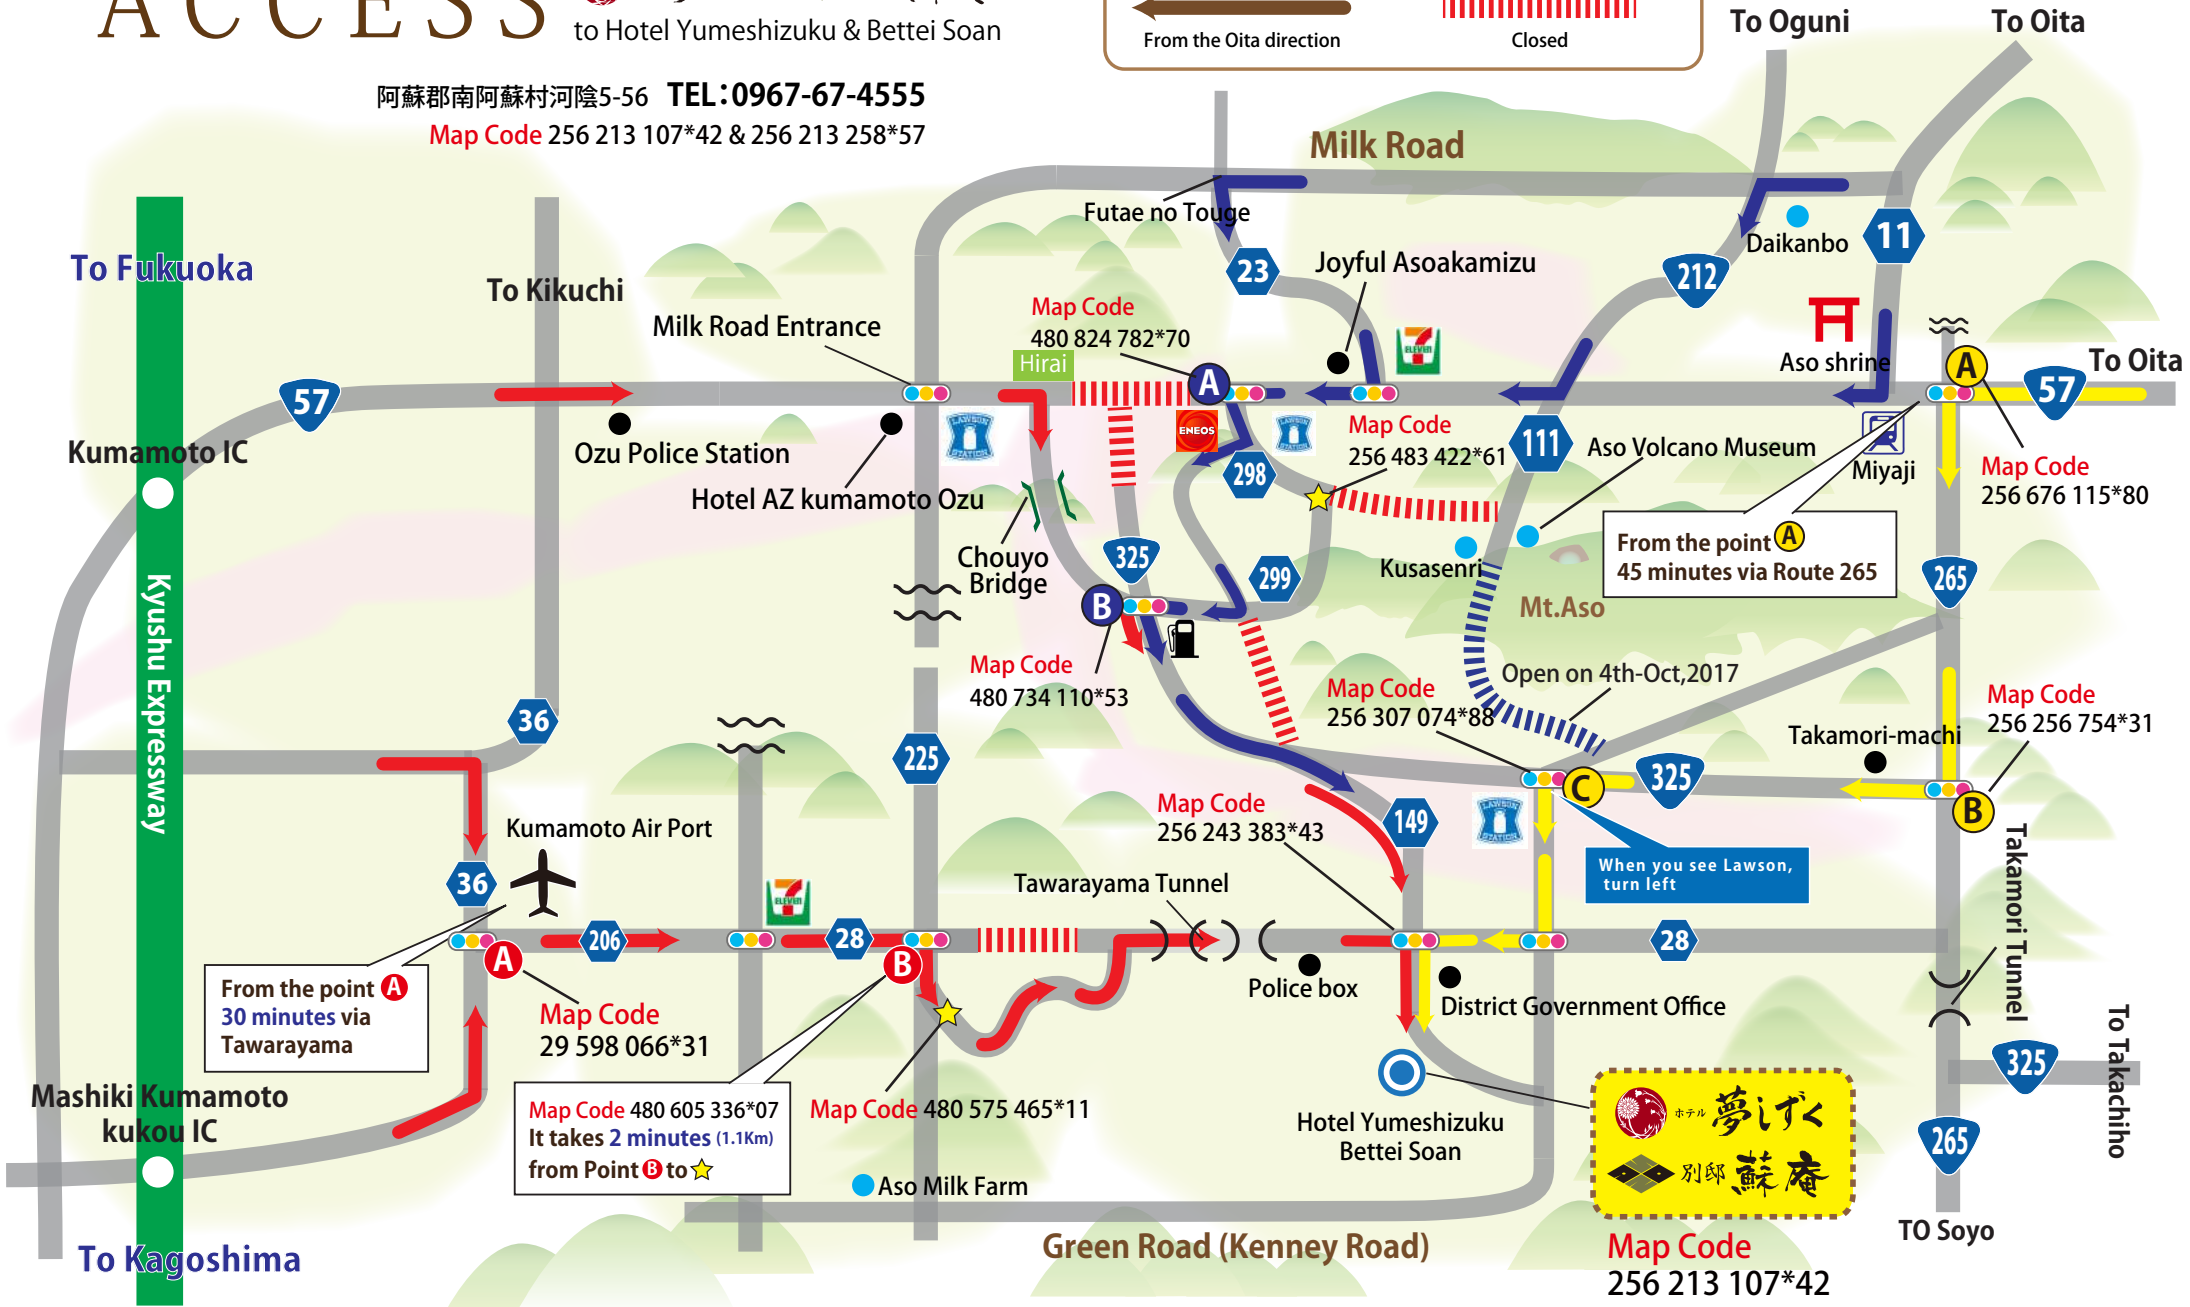 ACCESS
to Hotel Yumeshizuku & Bettei Soan
From the Oita direction
Closed
To Oguni
To Oita
阿蘇郡南阿蘇村河陰5-56 TEL:0967-67-4555
Map Code 256 213 107*42 & 256 213 258*57
Milk Road
Futae no Touge
Daikanbo
11
23
212
Joyful Asoakamizu
To Fukuoka
To Kikuchi
Milk Road Entrance
Map Code
480 824 782*70
Hirai
A
7
ELEVEN
Aso shrine
A
To Oita
57
57
Kumamoto IC
Ozu Police Station
Hotel AZ kumamoto Ozu
LAWSON
STATION
ENEOS
LAWSON
STATION
298
Map Code
256 483 422*61
111
Aso Volcano Museum
Miyaji
Map Code
256 676 115*80
Chouyo
Bridge
325
299
Kusasenri
From the point A
45 minutes via Route 265
265
B
Mt.Aso
Kyushu Expressway
Map Code
480 734 110*53
Map Code
256 307 074*88
Open on 4th-Oct,2017
Takamori-machi
Map Code
256 256 754*31
36
225
325
C
B
Map Code
256 243 383*43
149
LAWSON
STATION
When you see Lawson,
turn left
Kumamoto Air Port
36
7
ELEVEN
Tawarayama Tunnel
Takamori Tunnel
206
28
28
A
B
From the point A
30 minutes via
Tawarayama
Map Code
29 598 066*31
Police box
District Government Office
To Takachiho
325
Mashiki Kumamoto
kukou IC
Map Code 480 605 336*07
It takes 2 minutes (1.1Km)
from Point B to
Map Code 480 575 465*11
Hotel Yumeshizuku
Bettei Soan
ホテル 夢しずく
別邸 蘇庵
265
Aso Milk Farm
TO Soyo
To Kagoshima
Green Road (Kenney Road)
Map Code
256 213 107*42